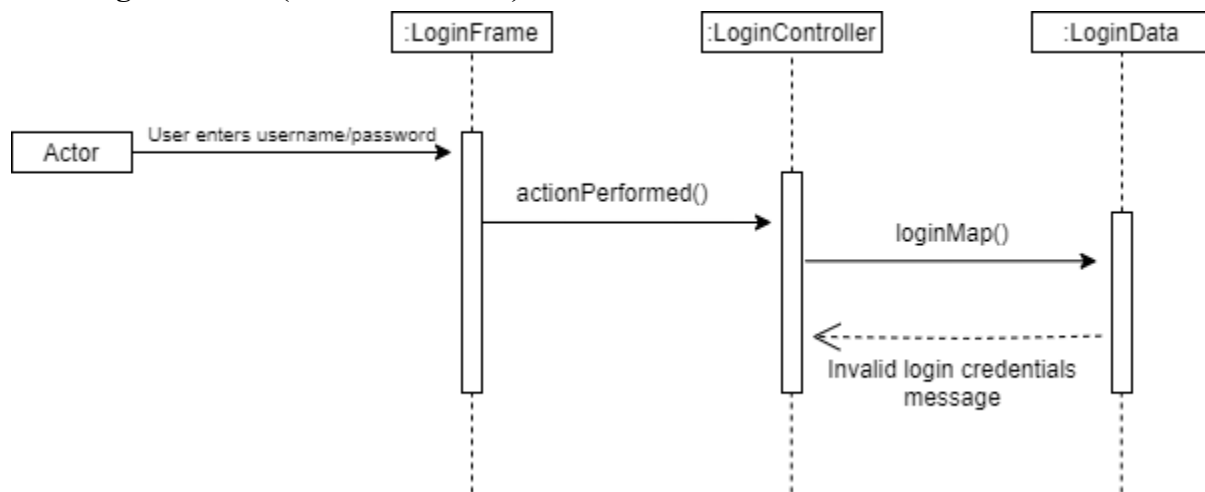 :LoginFrame
:LoginController
:LoginData
User enters username/password
Actor
actionPerformed()
loginMap()
Invalid login credentials
message